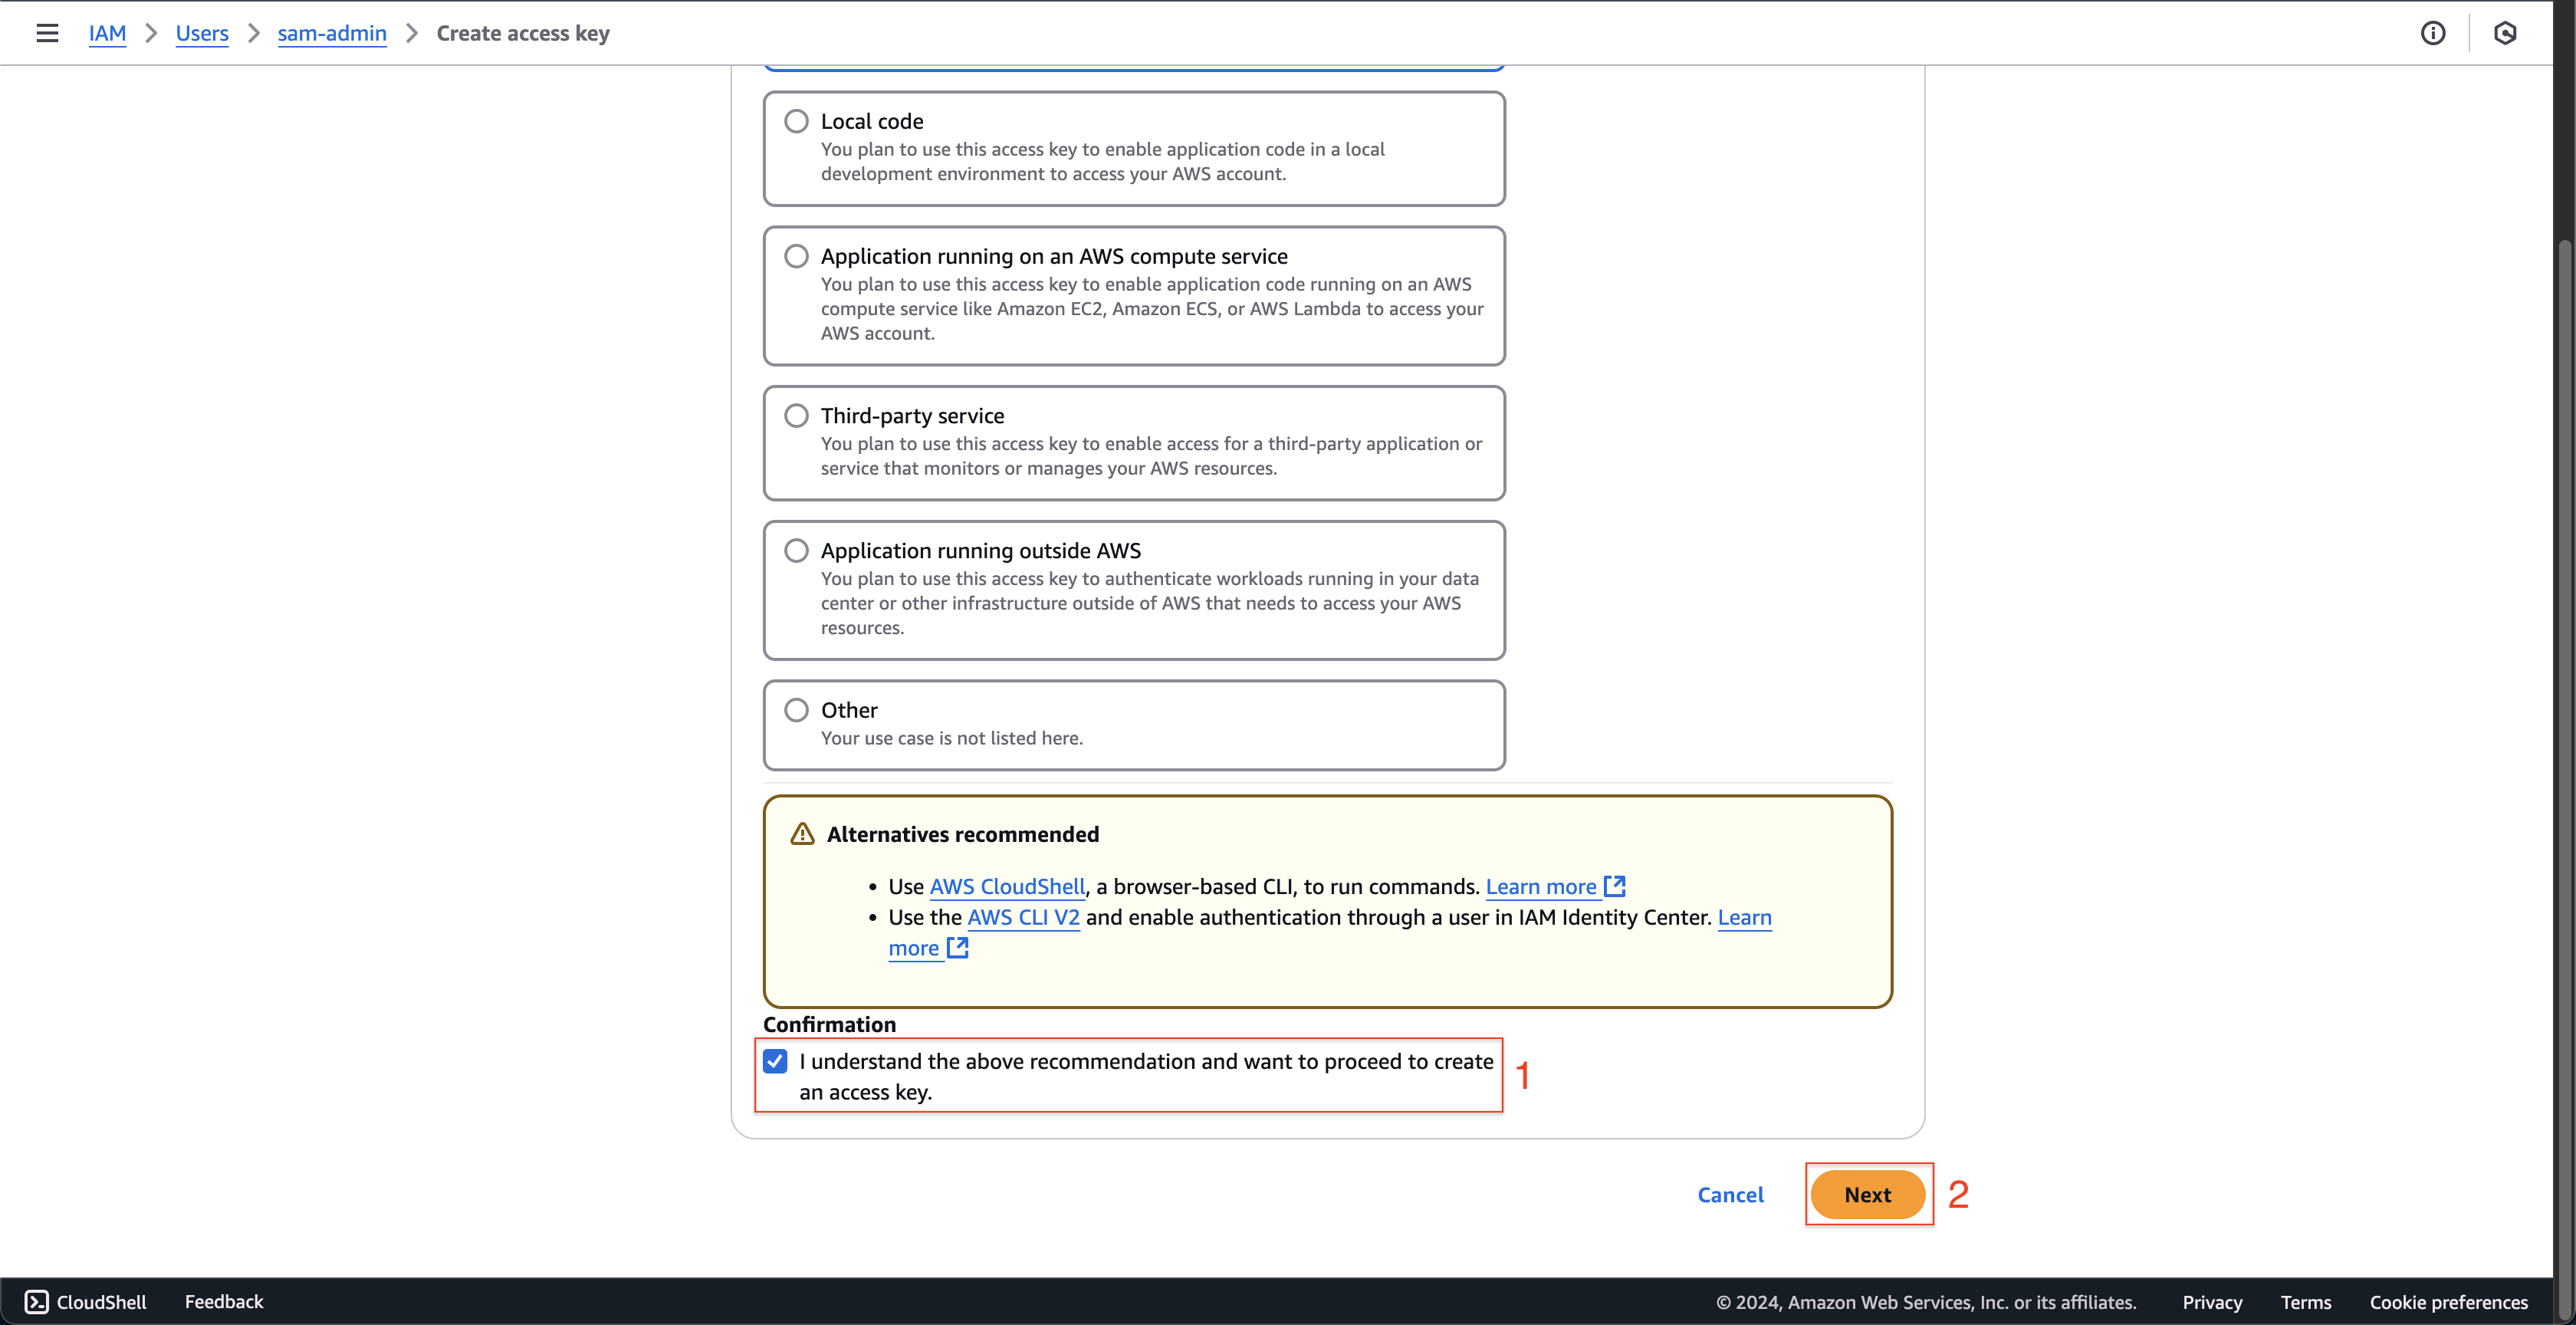 IAM > Users > sam-admin > Create access key
Local code
You plan to use this access key to enable application code in a local
development environment to access your AWS account.
Application running on an AWS compute service
You plan to use this access key to enable application code running on an AWS
compute service like Amazon EC2, Amazon ECS, or AWS Lambda to access your
AWS account.
Third-party service
You plan to use this access key to enable access for a third-party application or
service that monitors or manages your AWS resources.
Application running outside AWS
You plan to use this access key to authenticate workloads running in your data
center or other infrastructure outside of AWS that needs to access your AWS
resources.
Other
Your use case is not listed here.
Alternatives recommended
• Use AWS CloudShell, a browser-based CLI, to run commands. Learn more
• Use the AWS CLI V2 and enable authentication through a user in IAM Identity Center. Learn
more
Confirmation
I understand the above recommendation and want to proceed to create
an access key.
1
Cancel
Next
2
CloudShell
Feedback
© 2024, Amazon Web Services, Inc. or its affiliates.
Privacy
Terms
Cookie preferences